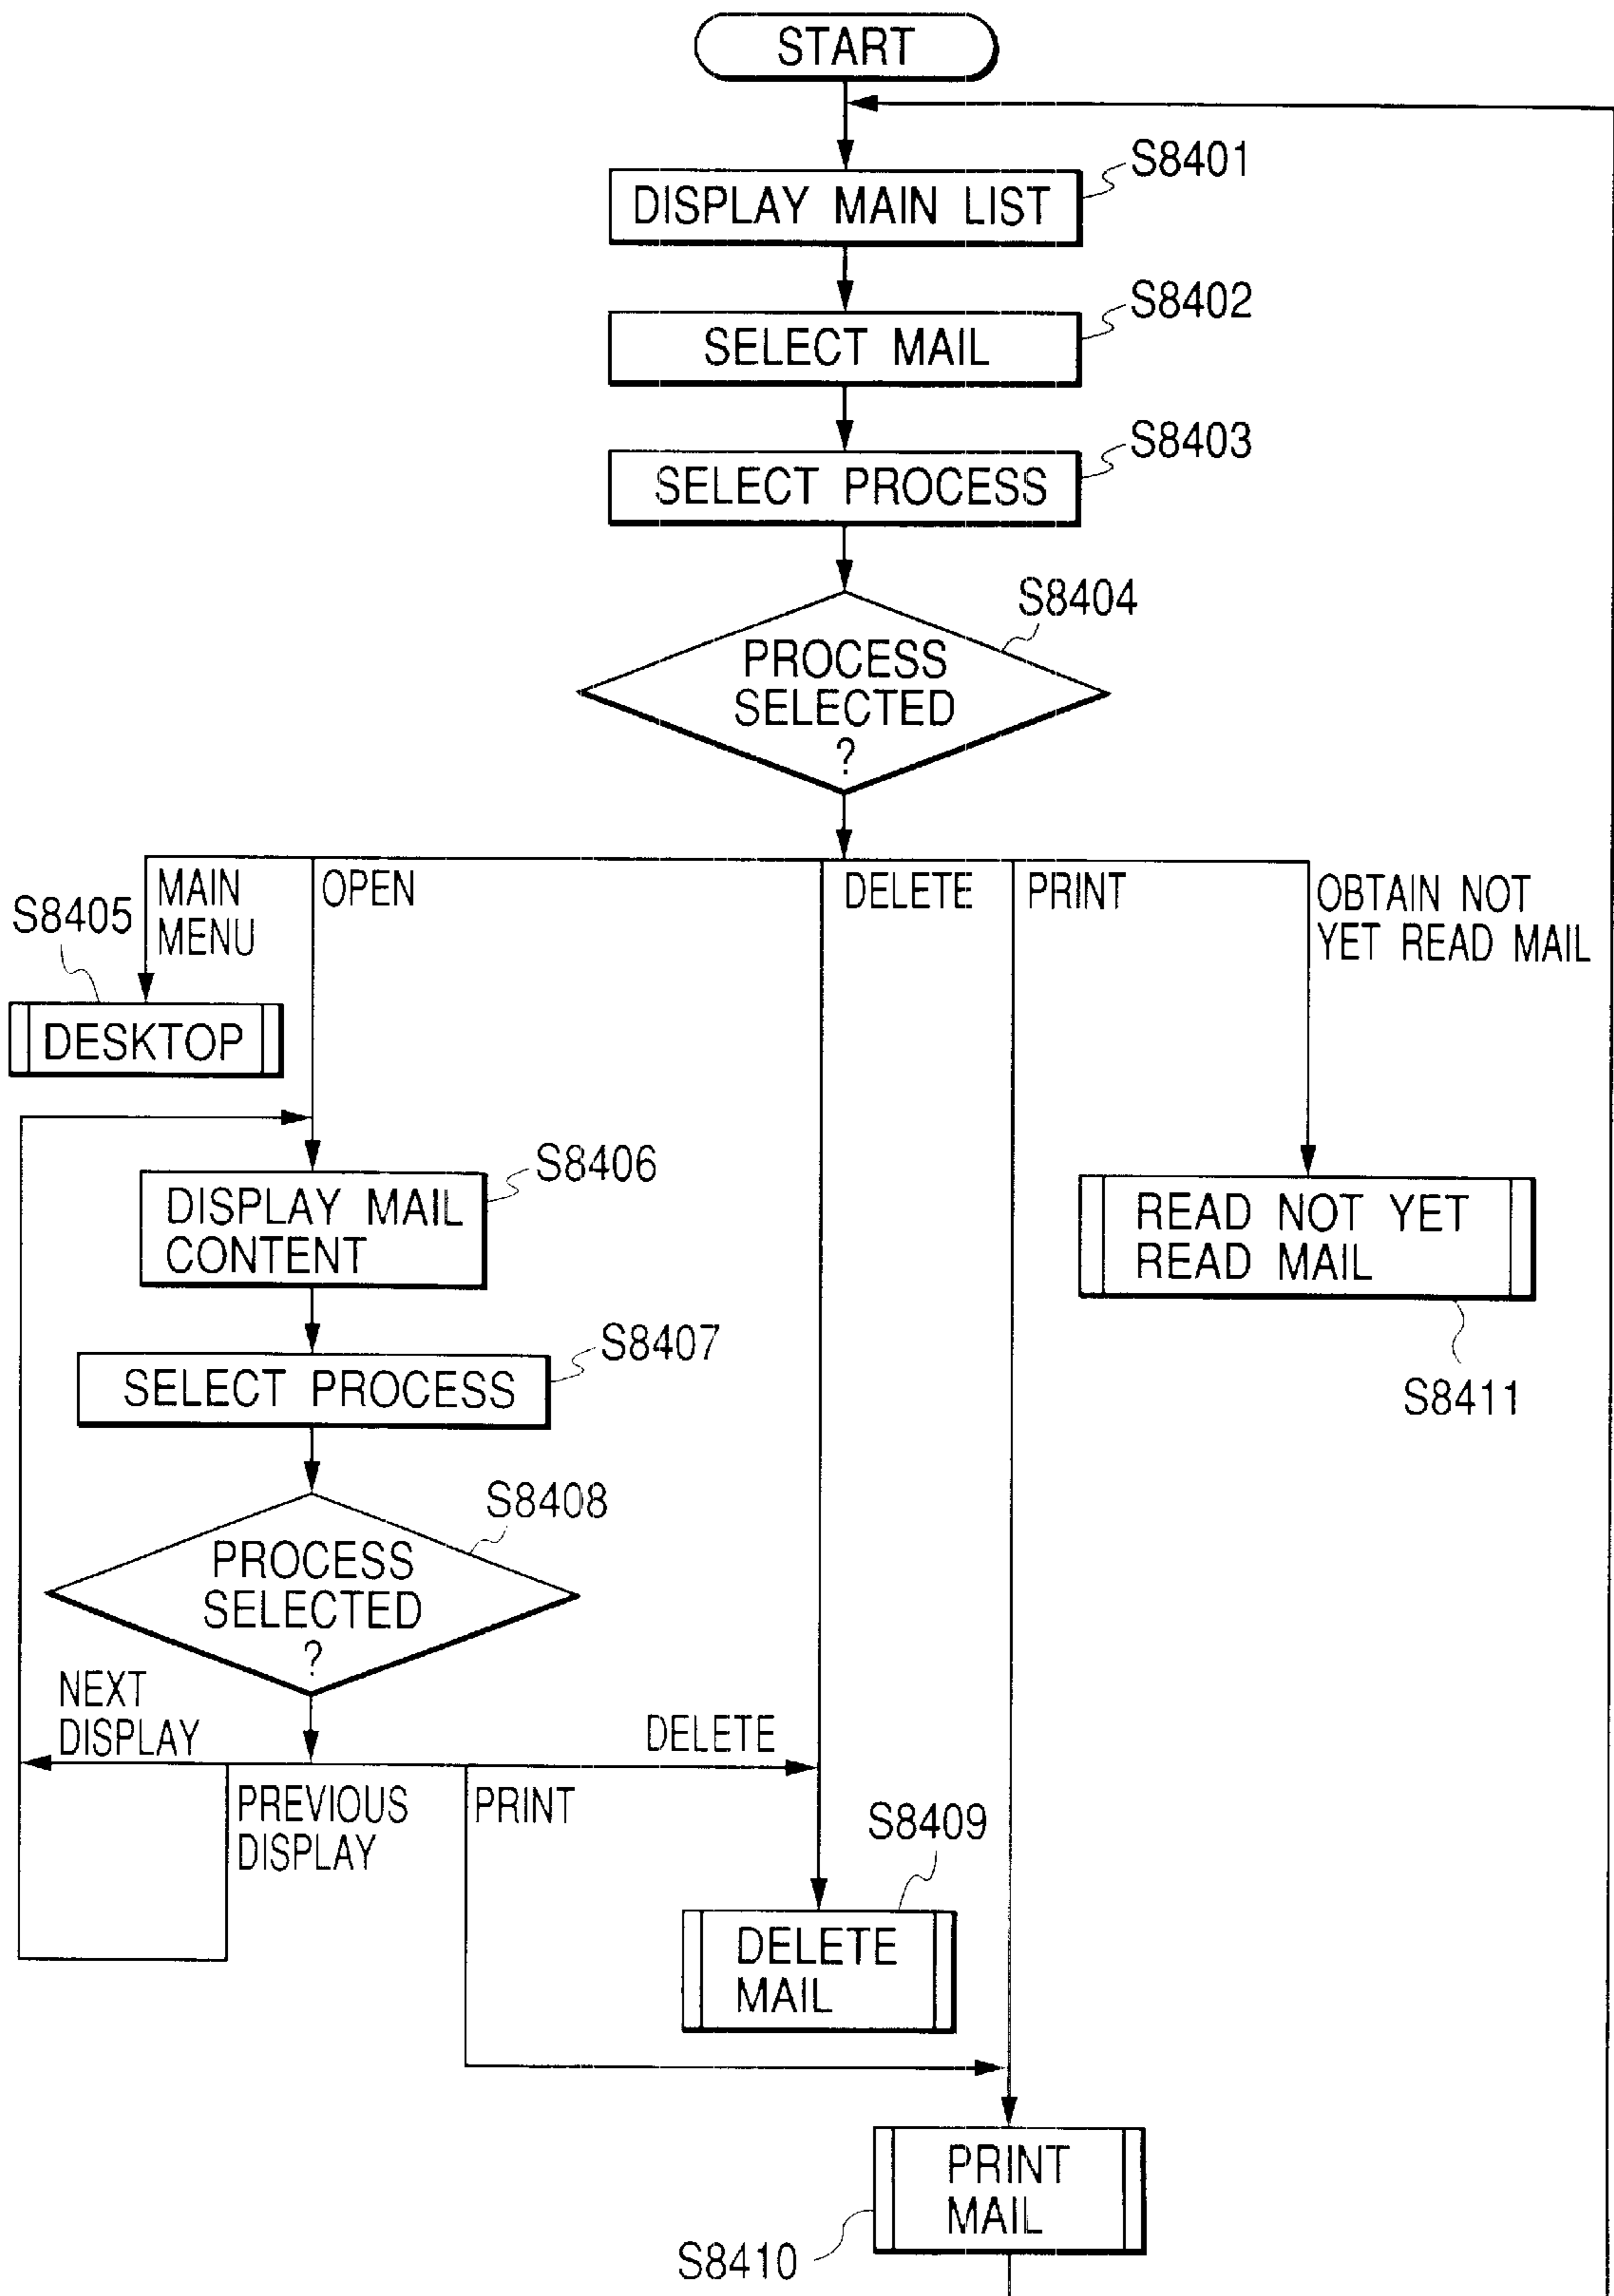 START
S8401
DISPLAY MAIN LIST
S8402
SELECT MAIL
S8403
SELECT PROCESS
S8404
PROCESS
SELECTED
?
MAIN
MENU
OPEN
DELETE
PRINT
OBTAIN NOT
YET READ MAIL
S8405
DESKTOP
S8406
DISPLAY MAIL
CONTENT
READ NOT YET
READ MAIL
S8411
S8407
SELECT PROCESS
S8408
PROCESS
SELECTED
?
NEXT
DISPLAY
DELETE
PREVIOUS
DISPLAY
PRINT
S8409
DELETE
MAIL
PRINT
MAIL
S8410